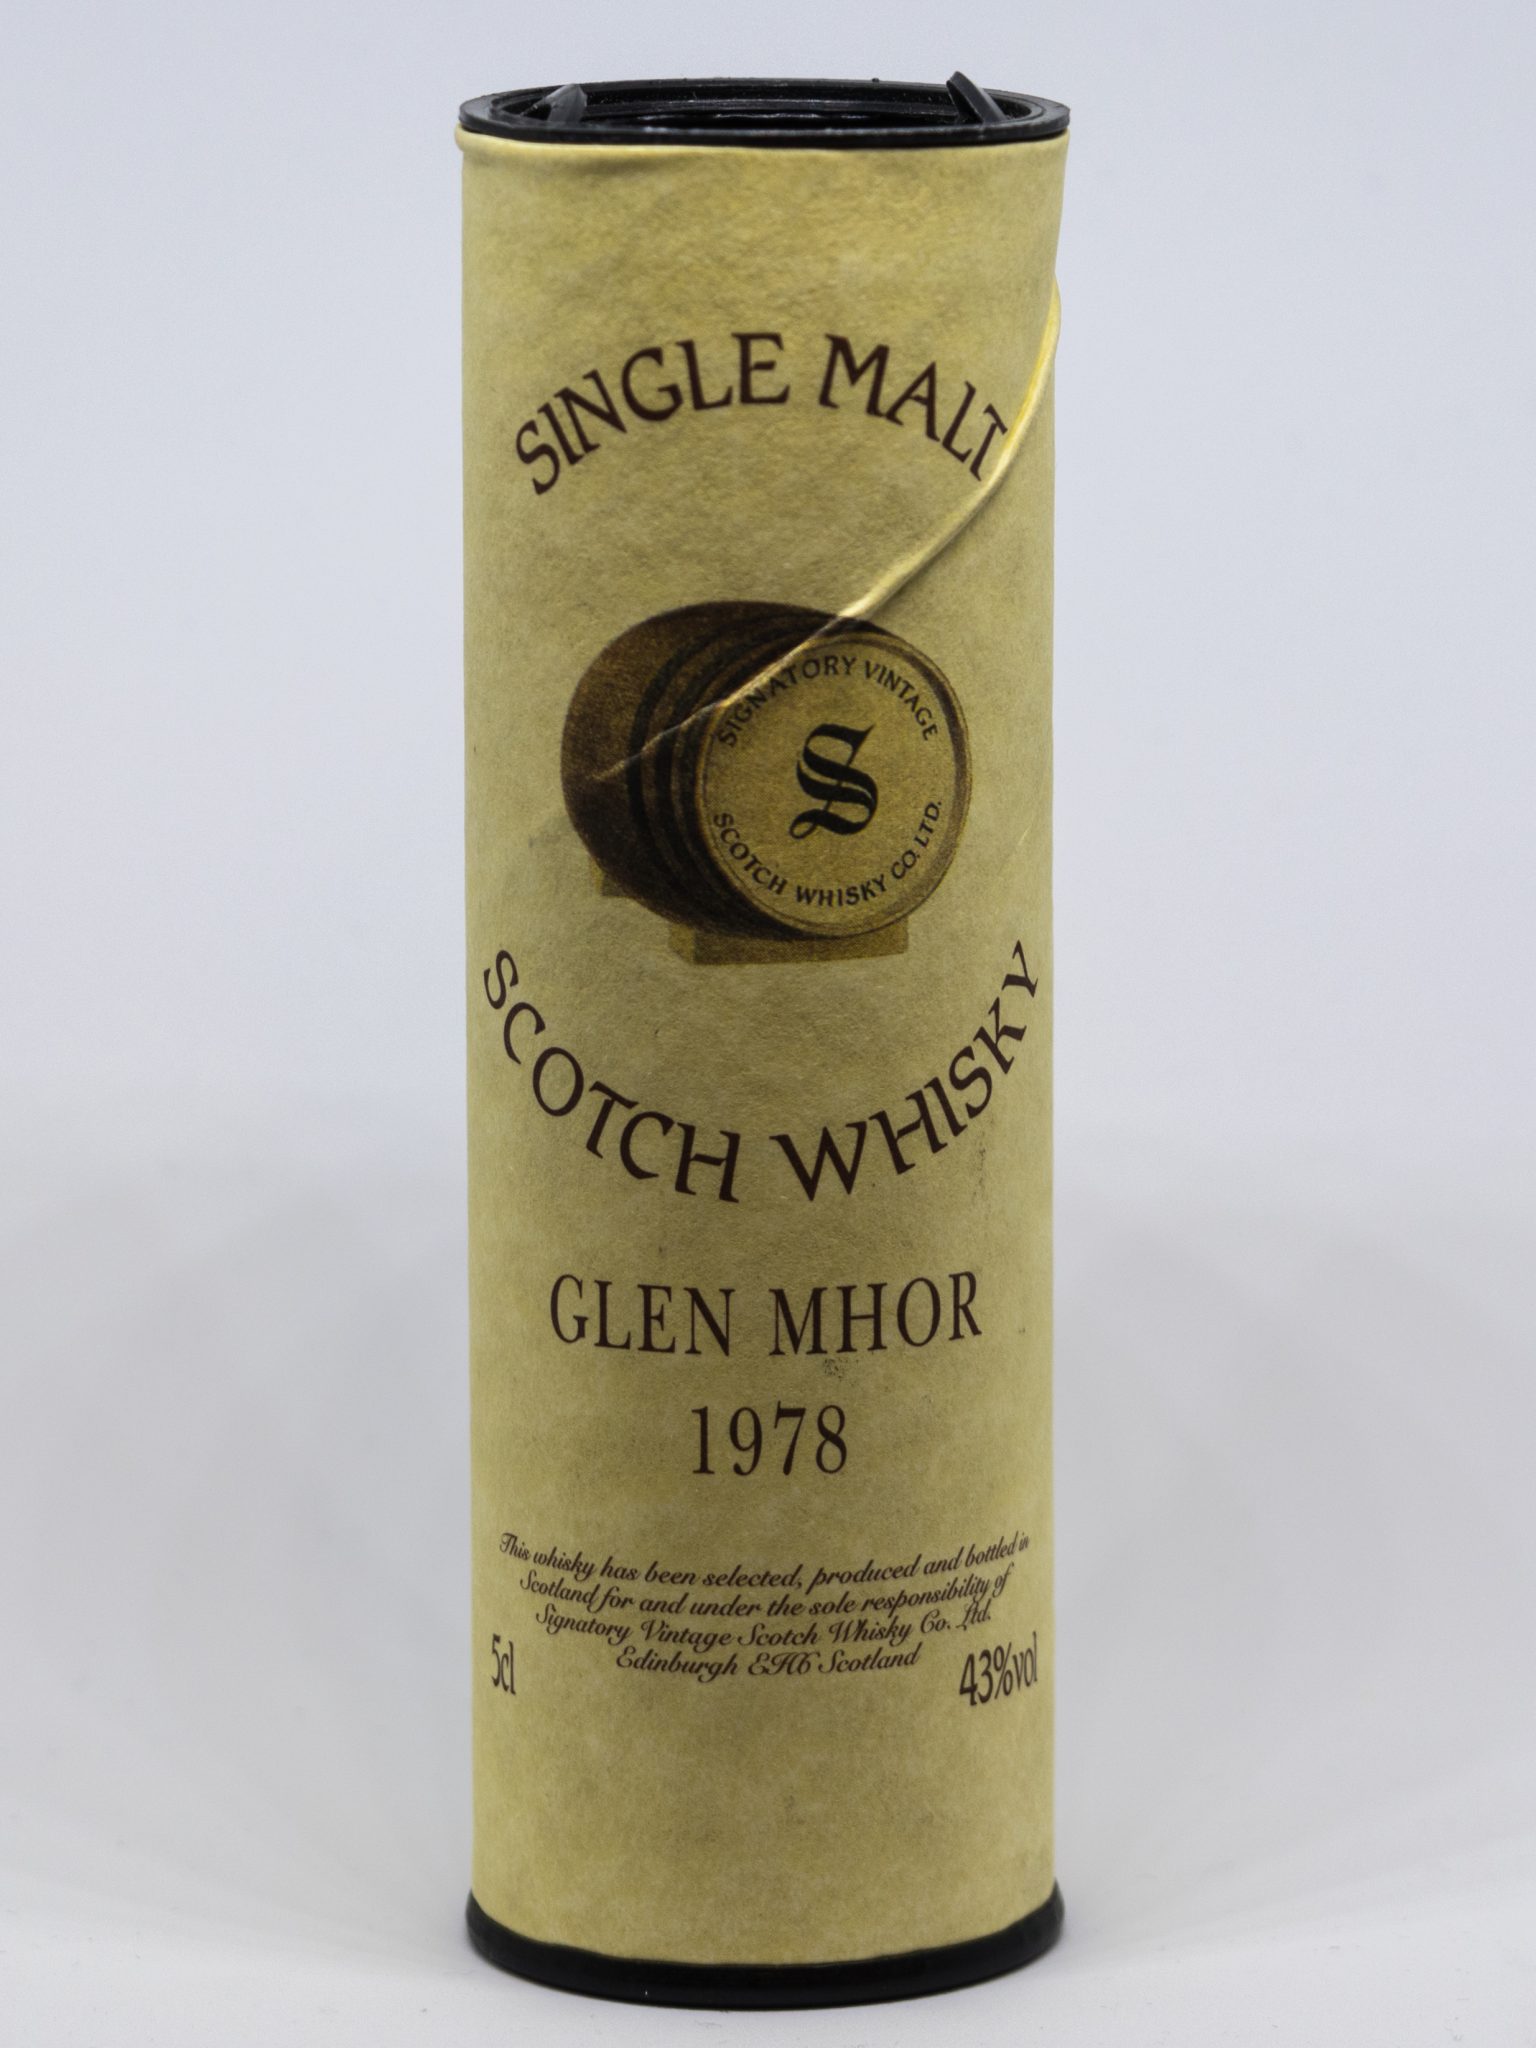 SINGLE MALT
SIGNATORY VINTAGE
S
SCOTCH WHISKY CO. LTD.
SCOTCH WHISKY
GLEN MHOR
1978
This whisky has been selected, produced and bottled in
Scotland for and under the sole responsibility of
Signatory Vintage Scotch Whisky Co. Ltd.
Edinburgh EH6 Scotland
5cl
43%vol